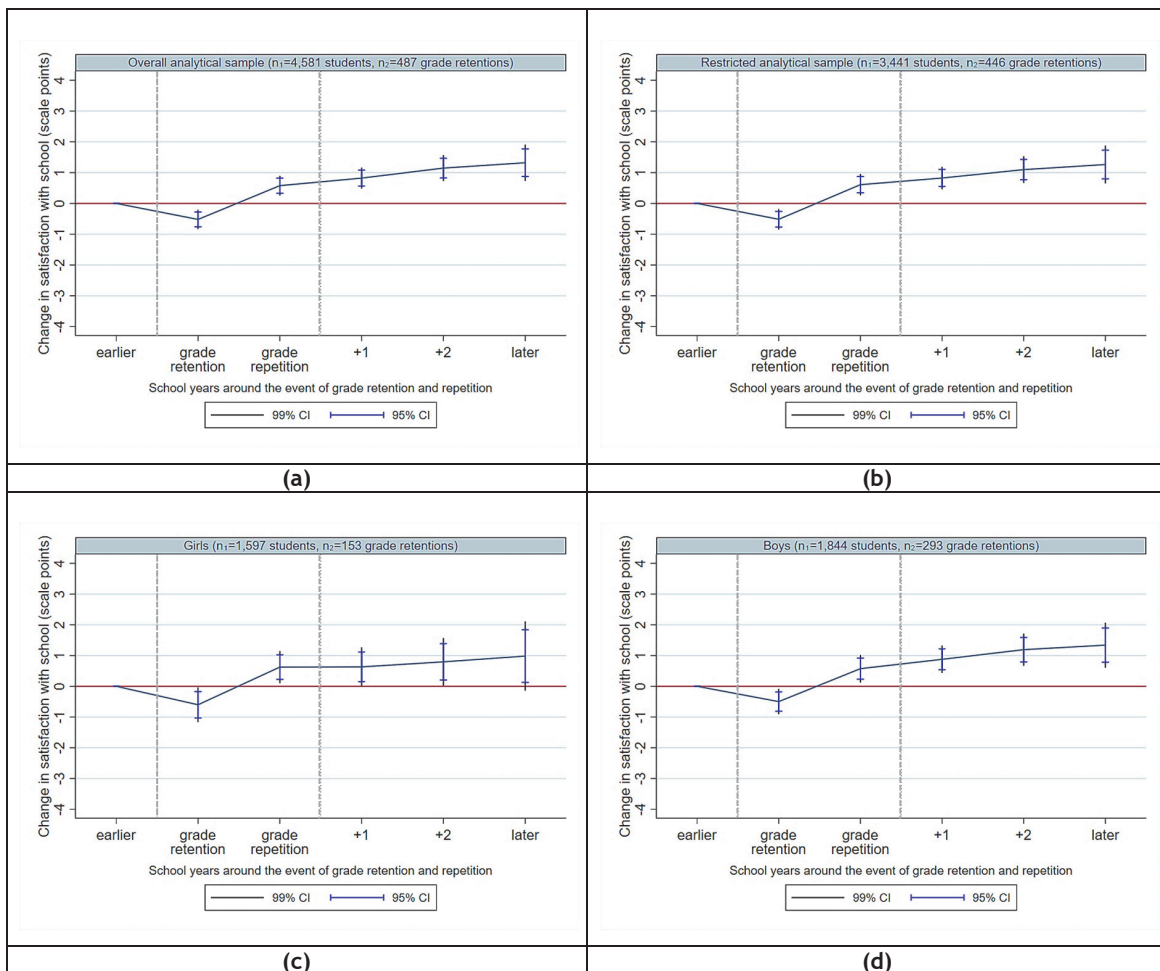 Overall analytical sample (n₁=4,581 students, n₂=487 grade retentions)
Change in satisfaction with school (scale points)
4
3
2
1
0
-1
-2
-3
-4
earlier
grade retention
grade repetition
+1
+2
later
School years around the event of grade retention and repetition
99% CI
95% CI
(a)
Restricted analytical sample (n₁=3,441 students, n₂=446 grade retentions)
Change in satisfaction with school (scale points)
4
3
2
1
0
-1
-2
-3
-4
earlier
grade retention
grade repetition
+1
+2
later
School years around the event of grade retention and repetition
99% CI
95% CI
(b)
Girls (n₁=1,597 students, n₂=153 grade retentions)
Change in satisfaction with school (scale points)
4
3
2
1
0
-1
-2
-3
-4
earlier
grade retention
grade repetition
+1
+2
later
School years around the event of grade retention and repetition
99% CI
95% CI
(c)
Boys (n₁=1,844 students, n₂=293 grade retentions)
Change in satisfaction with school (scale points)
4
3
2
1
0
-1
-2
-3
-4
earlier
grade retention
grade repetition
+1
+2
later
School years around the event of grade retention and repetition
99% CI
95% CI
(d)